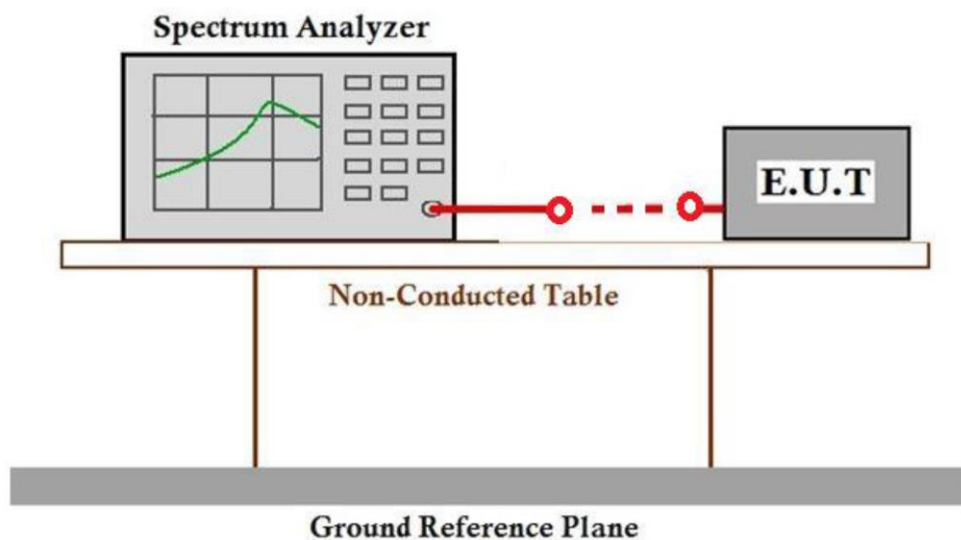 Spectrum Analyzer
E.U.T
Non-Conducted Table
Ground Reference Plane